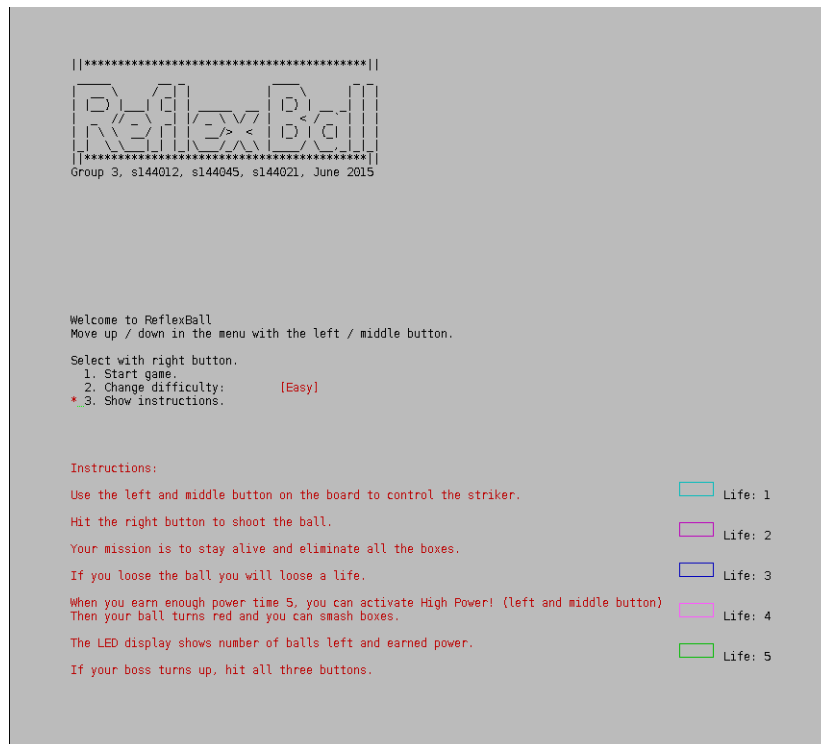 ReflexBall
Group 3, s144012, s144045, s144021, June 2015
Welcome to ReflexBall
Move up / down in the menu with the left / middle button.
Select with right button.
1. Start game.
2. Change difficulty: [Easy]
* 3. Show instructions.
Instructions:
Use the left and middle button on the board to control the striker.
Hit the right button to shoot the ball.
Your mission is to stay alive and eliminate all the boxes.
If you loose the ball you will loose a life.
When you earn enough power time 5, you can activate High Power! (left and middle button)
Then your ball turns red and you can smash boxes.
The LED display shows number of balls left and earned power.
If your boss turns up, hit all three buttons.
Life: 1
Life: 2
Life: 3
Life: 4
Life: 5